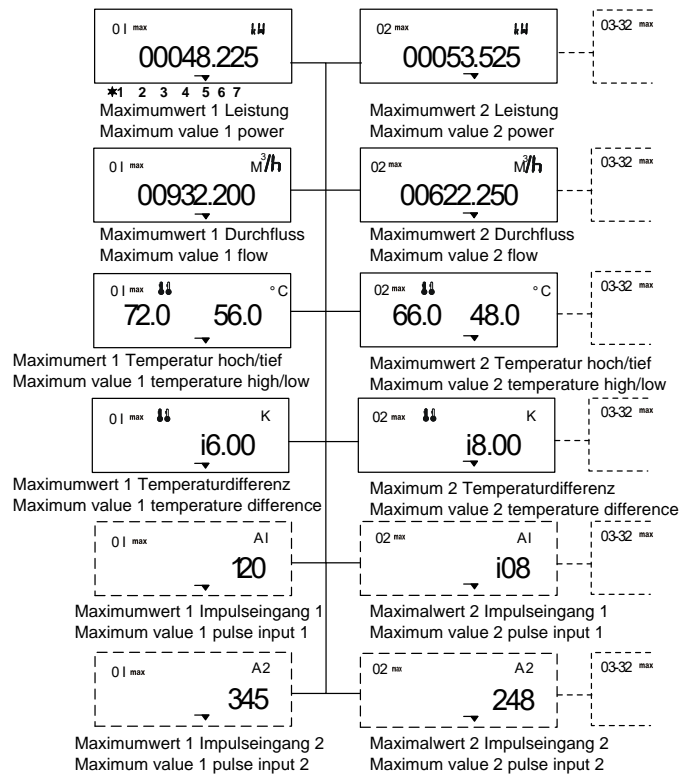 01 max kW
00048.225
∗1 2 3 4 5 6 7
Maximumwert 1 Leistung
Maximum value 1 power
02 max kW
00053.525
Maximumwert 2 Leistung
Maximum value 2 power
03-32 max
01 max M³/h
00932.200
Maximumwert 1 Durchfluss
Maximum value 1 flow
02 max M³/h
00622.250
Maximumwert 2 Durchfluss
Maximum value 2 flow
03-32 max
01 max °C
72.0 56.0
Maximumert 1 Temperatur hoch/tief
Maximum value 1 temperature high/low
02 max °C
66.0 48.0
Maximumwert 2 Temperatur hoch/tief
Maximum value 2 temperature high/low
03-32 max
01 max K
i6.00
Maximumwert 1 Temperaturdifferenz
Maximum value 1 temperature difference
02 max K
i8.00
Maximum 2 Temperaturdifferenz
Maximum value 2 temperature difference
03-32 max
01 max A1
120
Maximumwert 1 Impulseingang 1
Maximum value 1 pulse input 1
02 max A1
i08
Maximalwert 2 Impulseingang 1
Maximum value 2 pulse input 1
03-32 max
01 max A2
345
Maximumwert 1 Impulseingang 2
Maximum value 1 pulse input 2
02 max A2
248
Maximalwert 2 Impulseingang 2
Maximum value 2 pulse input 2
03-32 max